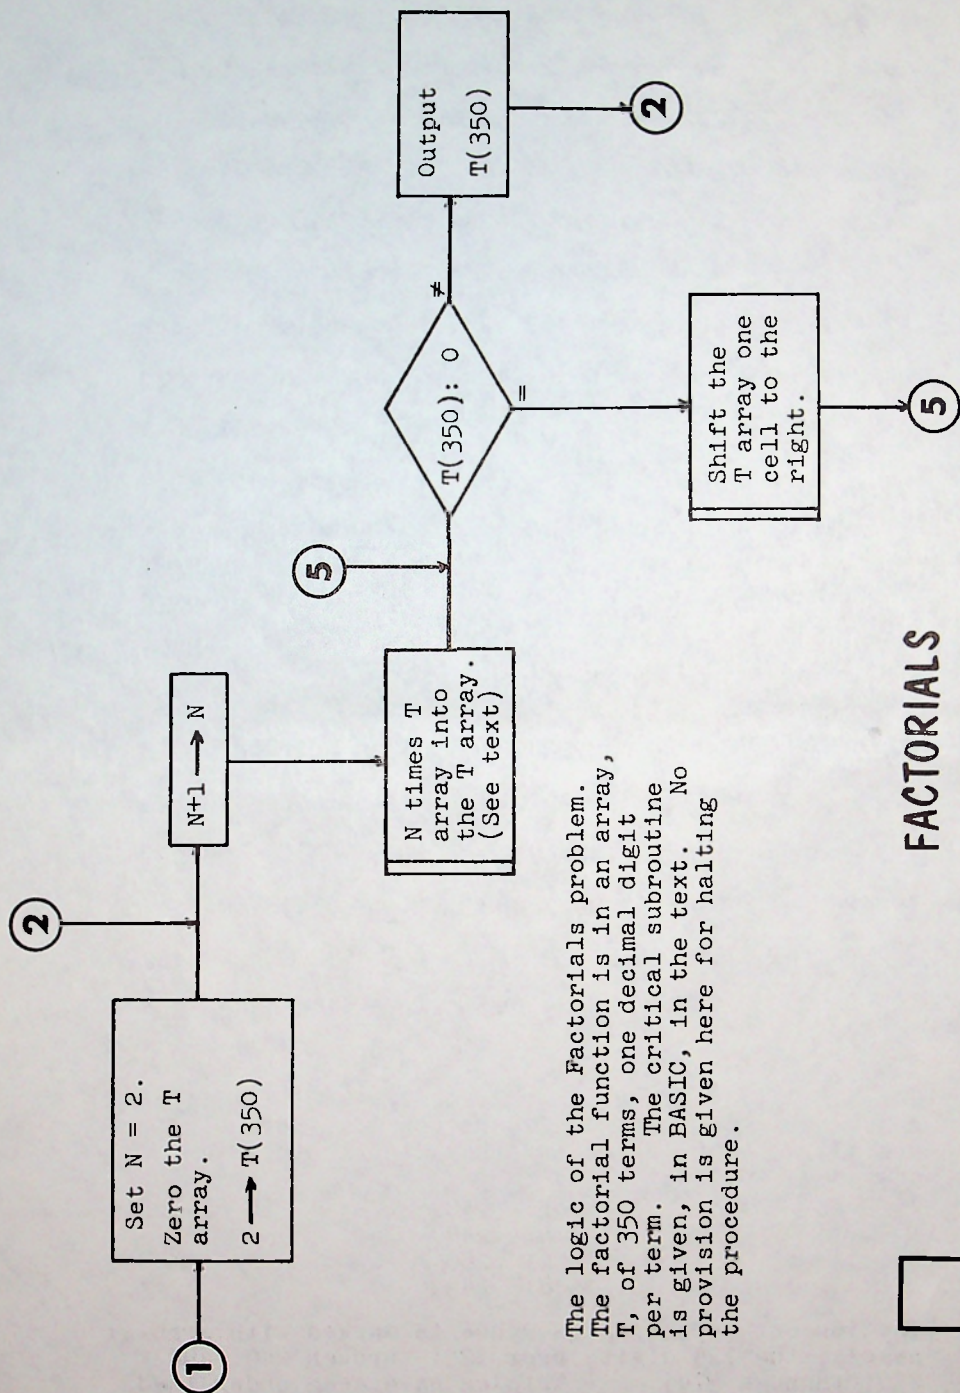 1
Set N = 2.
Zero the T
array.
2 → T(350)
2
N+1 → N
N times T
array into
the T array.
(See text)
5
T(350): 0
≠
=
Output
T(350)
2
Shift the
T array one
cell to the
right.
5
The logic of the Factorials problem.
The factorial function is in an array,
T, of 350 terms, one decimal digit
per term. The critical subroutine
is given, in BASIC, in the text. No
provision is given here for halting
the procedure.
FACTORIALS